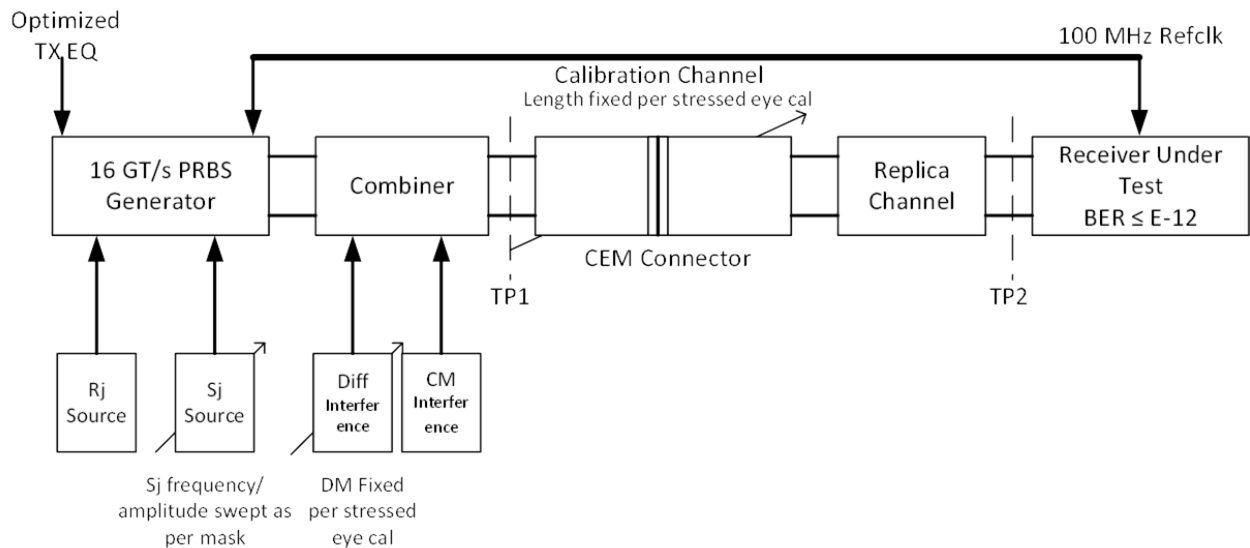 Optimized
TX EQ
100 MHz Refclk
Calibration Channel
Length fixed per stressed eye cal
16 GT/s PRBS
Generator
Combiner
Replica
Channel
Receiver Under
Test
BER ≤ E-12
CEM Connector
TP1
TP2
Rj
Source
Sj
Source
Diff
Interfer
ence
CM
Interfer
ence
Sj frequency/
amplitude swept as
per mask
DM Fixed
per stressed
eye cal